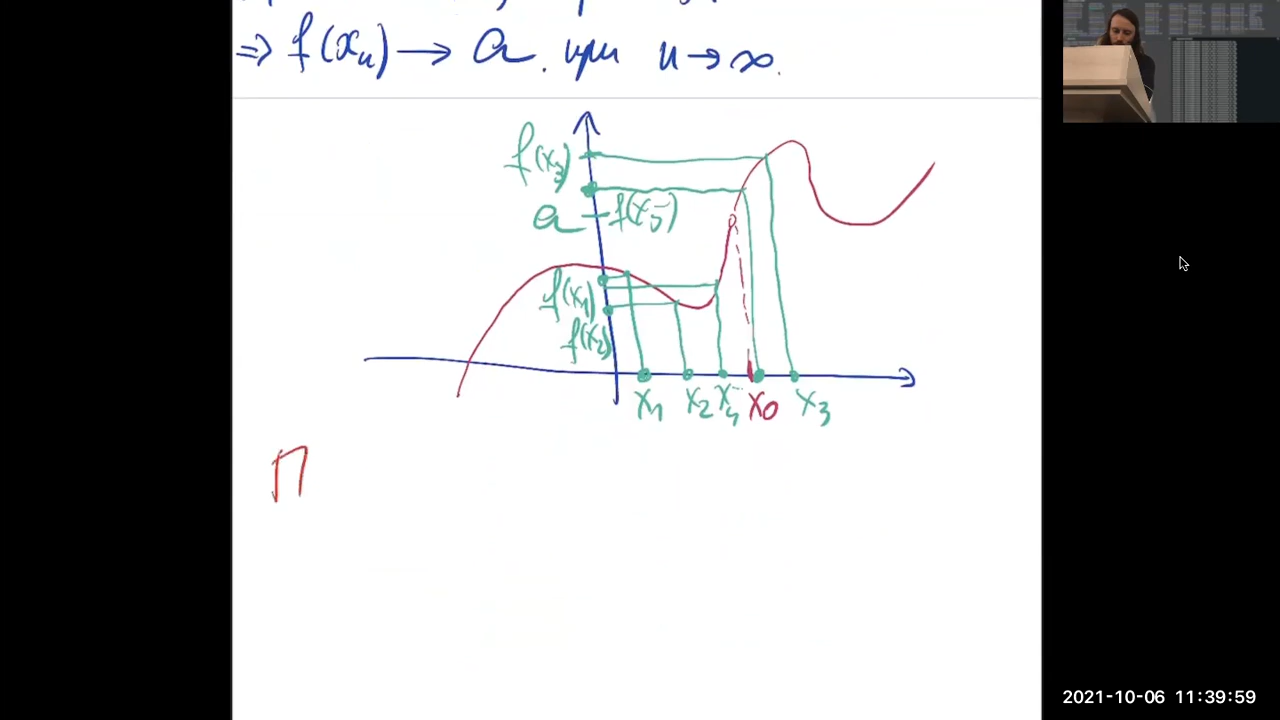 ⇒ f(xₙ) → a. при n → ∞.
f(x₃)
a
f(x₅)
f(x₁)
f(x₂)
x₁ x₂ x₄ x₀ x₃
П
2021-10-06 11:39:59